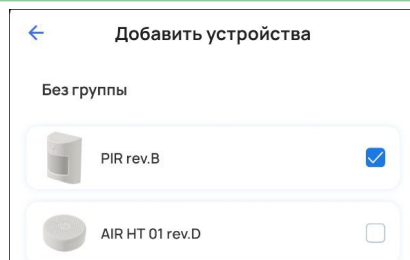 Добавить устройства
Без группы
PIR rev.B
AIR HT 01 rev.D